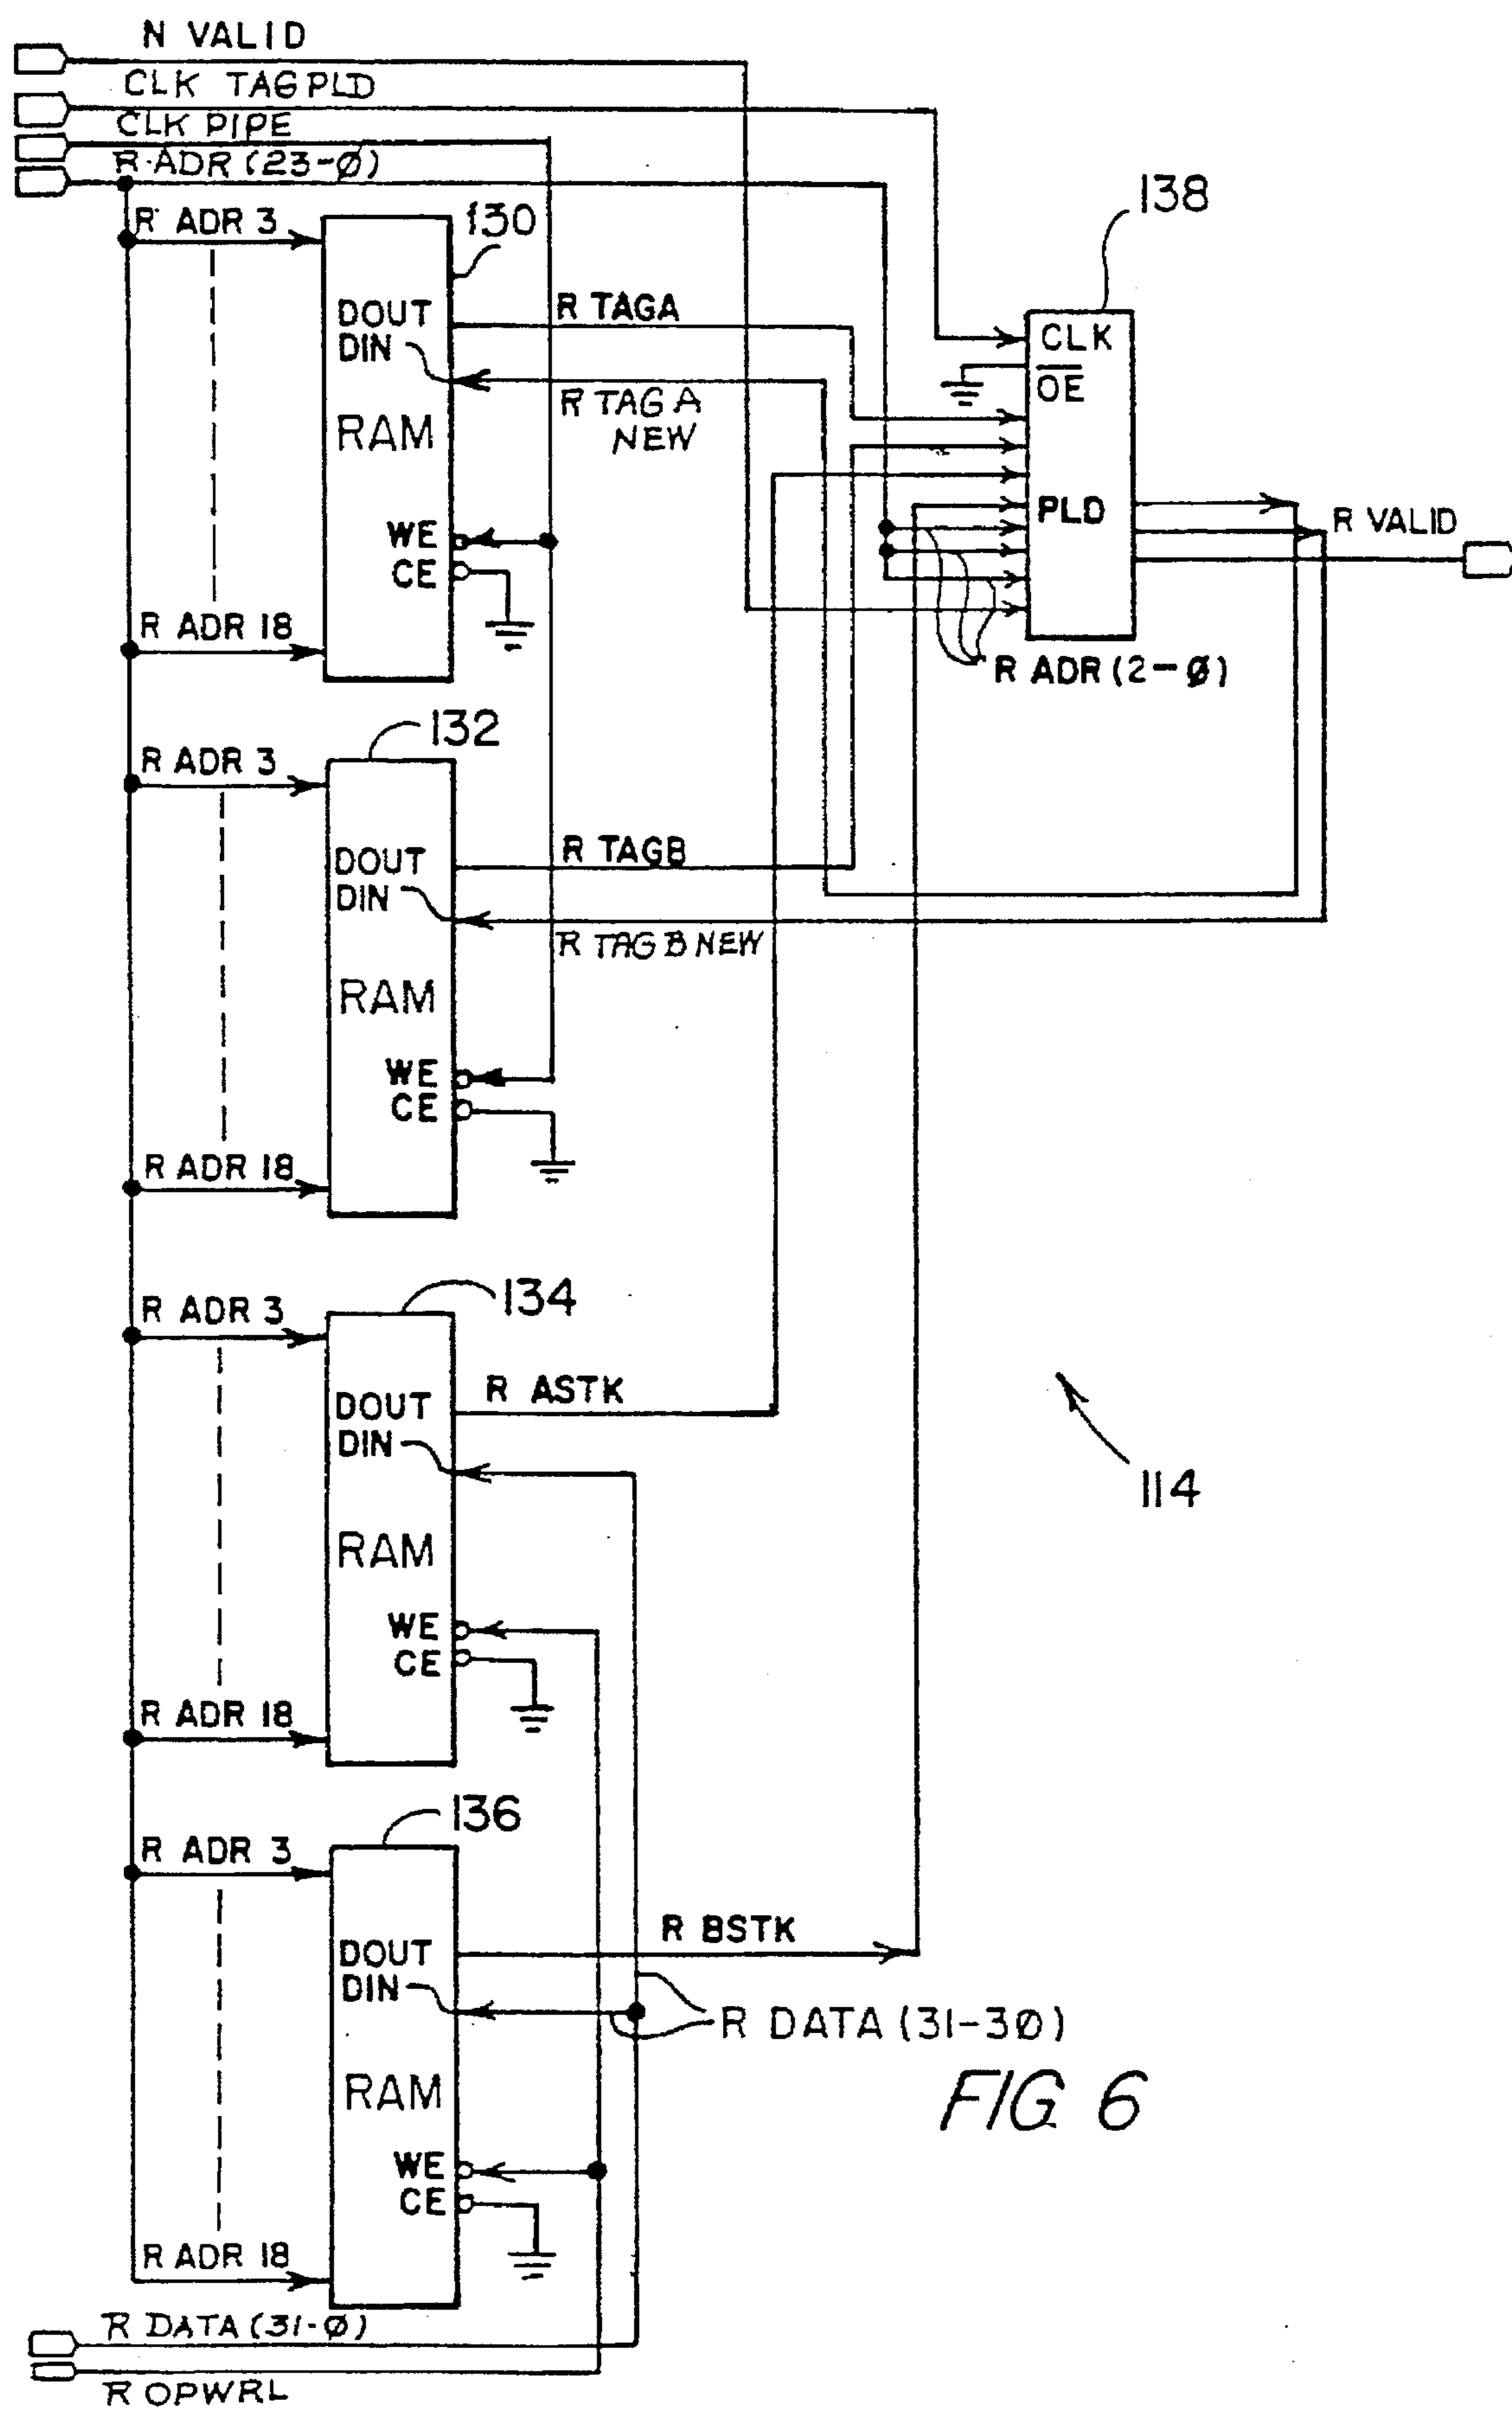 N VALID
CLK TAGPLD
CLK PIPE
R ADR (23-Ø)
R ADR 3
130
138
DOUT
DIN
R TAGA
CLK
OE
R TAG A
NEW
RAM
PLD
R VALID
WE
CE
R ADR 18
R ADR (2-Ø)
132
R ADR 3
DOUT
DIN
R TAGB
R TAG B NEW
RAM
WE
CE
R ADR 18
134
R ADR 3
R ASTK
DOUT
DIN
114
RAM
WE
CE
R ADR 18
136
R ADR 3
R BSTK
DOUT
DIN
R DATA (31-3Ø)
RAM
FIG 6
WE
CE
R ADR 18
R DATA (31-Ø)
R OPWRL